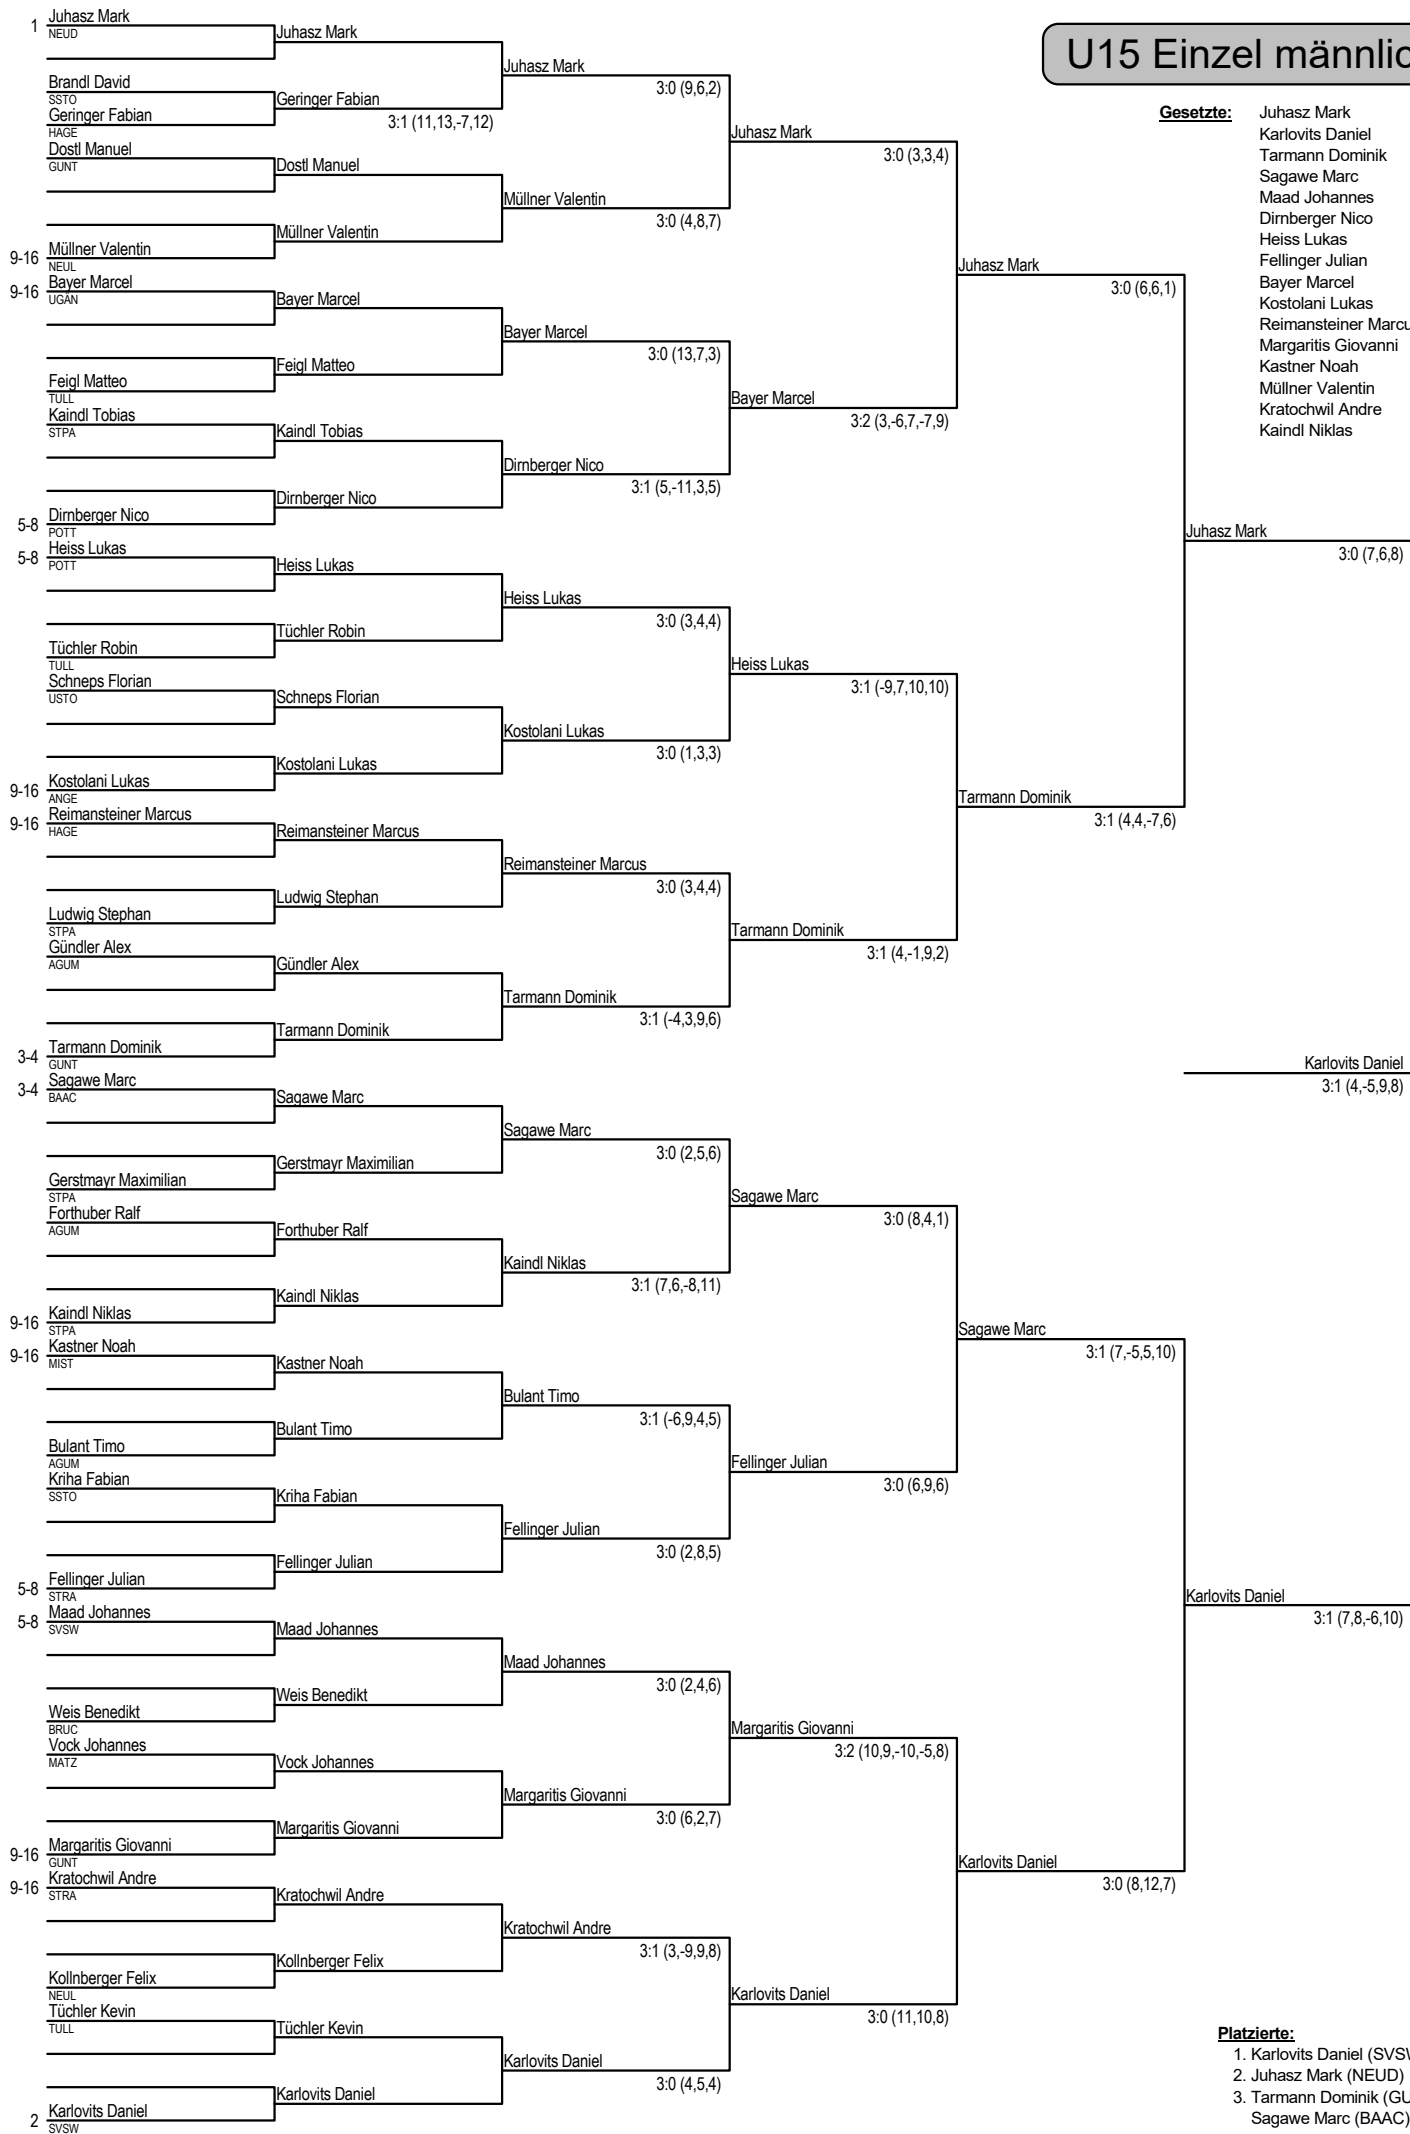 U15 Einzel männlic
Gesetzte:
Juhasz Mark
Karlovits Daniel
Tarmann Dominik
Sagawe Marc
Maad Johannes
Dirnberger Nico
Heiss Lukas
Fellinger Julian
Bayer Marcel
Kostolani Lukas
Reimansteiner Marcu
Margaritis Giovanni
Kastner Noah
Müllner Valentin
Kratochwil Andre
Kaindl Niklas
1 Juhasz Mark
NEUD
Brandl David
SSTO
Geringer Fabian
HAGE
Dostl Manuel
GUNT
9-16 Müllner Valentin
NEUL
9-16 Bayer Marcel
UGÄN
Feigl Matteo
TULL
Kaindl Tobias
STPA
5-8 Dirnberger Nico
POTT
5-8 Heiss Lukas
POTT
Tüchler Robin
TULL
Schneps Florian
USTO
9-16 Kostolani Lukas
ANGE
9-16 Reimansteiner Marcus
HAGE
Ludwig Stephan
STPA
Gündler Alex
AGUM
3-4 Tarmann Dominik
GUNT
3-4 Sagawe Marc
BAAC
Gerstmayr Maximilian
STPA
Forthuber Ralf
AGUM
9-16 Kaindl Niklas
STPA
9-16 Kastner Noah
MIST
Bulant Timo
AGUM
Kriha Fabian
SSTO
5-8 Fellinger Julian
STRA
5-8 Maad Johannes
SVSW
Weis Benedikt
BRUC
Vock Johannes
MATZ
9-16 Margaritis Giovanni
GUNT
9-16 Kratochwil Andre
STRA
Kollnberger Felix
NEUL
Tüchler Kevin
TULL
2 Karlovits Daniel
SVSW
Juhasz Mark
Geringer Fabian
3:1 (11,13,-7,12)
Dostl Manuel
Müllner Valentin
Bayer Marcel
Feigl Matteo
Kaindl Tobias
Dirnberger Nico
Heiss Lukas
Tüchler Robin
Schneps Florian
Kostolani Lukas
Reimansteiner Marcus
Ludwig Stephan
Gündler Alex
Tarmann Dominik
Sagawe Marc
Gerstmayr Maximilian
Forthuber Ralf
Kaindl Niklas
Kastner Noah
Bulant Timo
Kriha Fabian
Fellinger Julian
Maad Johannes
Weis Benedikt
Vock Johannes
Margaritis Giovanni
Kratochwil Andre
Kollnberger Felix
Tüchler Kevin
Karlovits Daniel
Juhasz Mark
3:0 (9,6,2)
Müllner Valentin
3:0 (4,8,7)
Bayer Marcel
3:0 (13,7,3)
Dirnberger Nico
3:1 (5,-11,3,5)
Heiss Lukas
3:0 (3,4,4)
Kostolani Lukas
3:0 (1,3,3)
Reimansteiner Marcus
3:0 (3,4,4)
Tarmann Dominik
3:1 (-4,3,9,6)
Sagawe Marc
3:0 (2,5,6)
Kaindl Niklas
3:1 (7,6,-8,11)
Bulant Timo
3:1 (-6,9,4,5)
Fellinger Julian
3:0 (2,8,5)
Maad Johannes
3:0 (2,4,6)
Margaritis Giovanni
3:0 (6,2,7)
Kratochwil Andre
3:1 (3,-9,9,8)
Karlovits Daniel
3:0 (4,5,4)
Juhasz Mark
3:0 (3,3,4)
Bayer Marcel
3:2 (3,-6,7,-7,9)
Heiss Lukas
3:1 (-9,7,10,10)
Tarmann Dominik
3:1 (4,-1,9,2)
Sagawe Marc
3:0 (8,4,1)
Fellinger Julian
3:0 (6,9,6)
Margaritis Giovanni
3:2 (10,9,-10,-5,8)
Karlovits Daniel
3:0 (11,10,8)
Juhasz Mark
3:0 (6,6,1)
Tarmann Dominik
3:1 (4,4,-7,6)
Sagawe Marc
3:1 (7,-5,5,10)
Karlovits Daniel
3:0 (8,12,7)
Juhasz Mark
3:0 (7,6,8)
Karlovits Daniel
3:1 (7,8,-6,10)
Karlovits Daniel
3:1 (4,-5,9,8)
Platzierte:
1. Karlovits Daniel (SVSW
2. Juhasz Mark (NEUD)
3. Tarmann Dominik (GU
Sagawe Marc (BAAC)